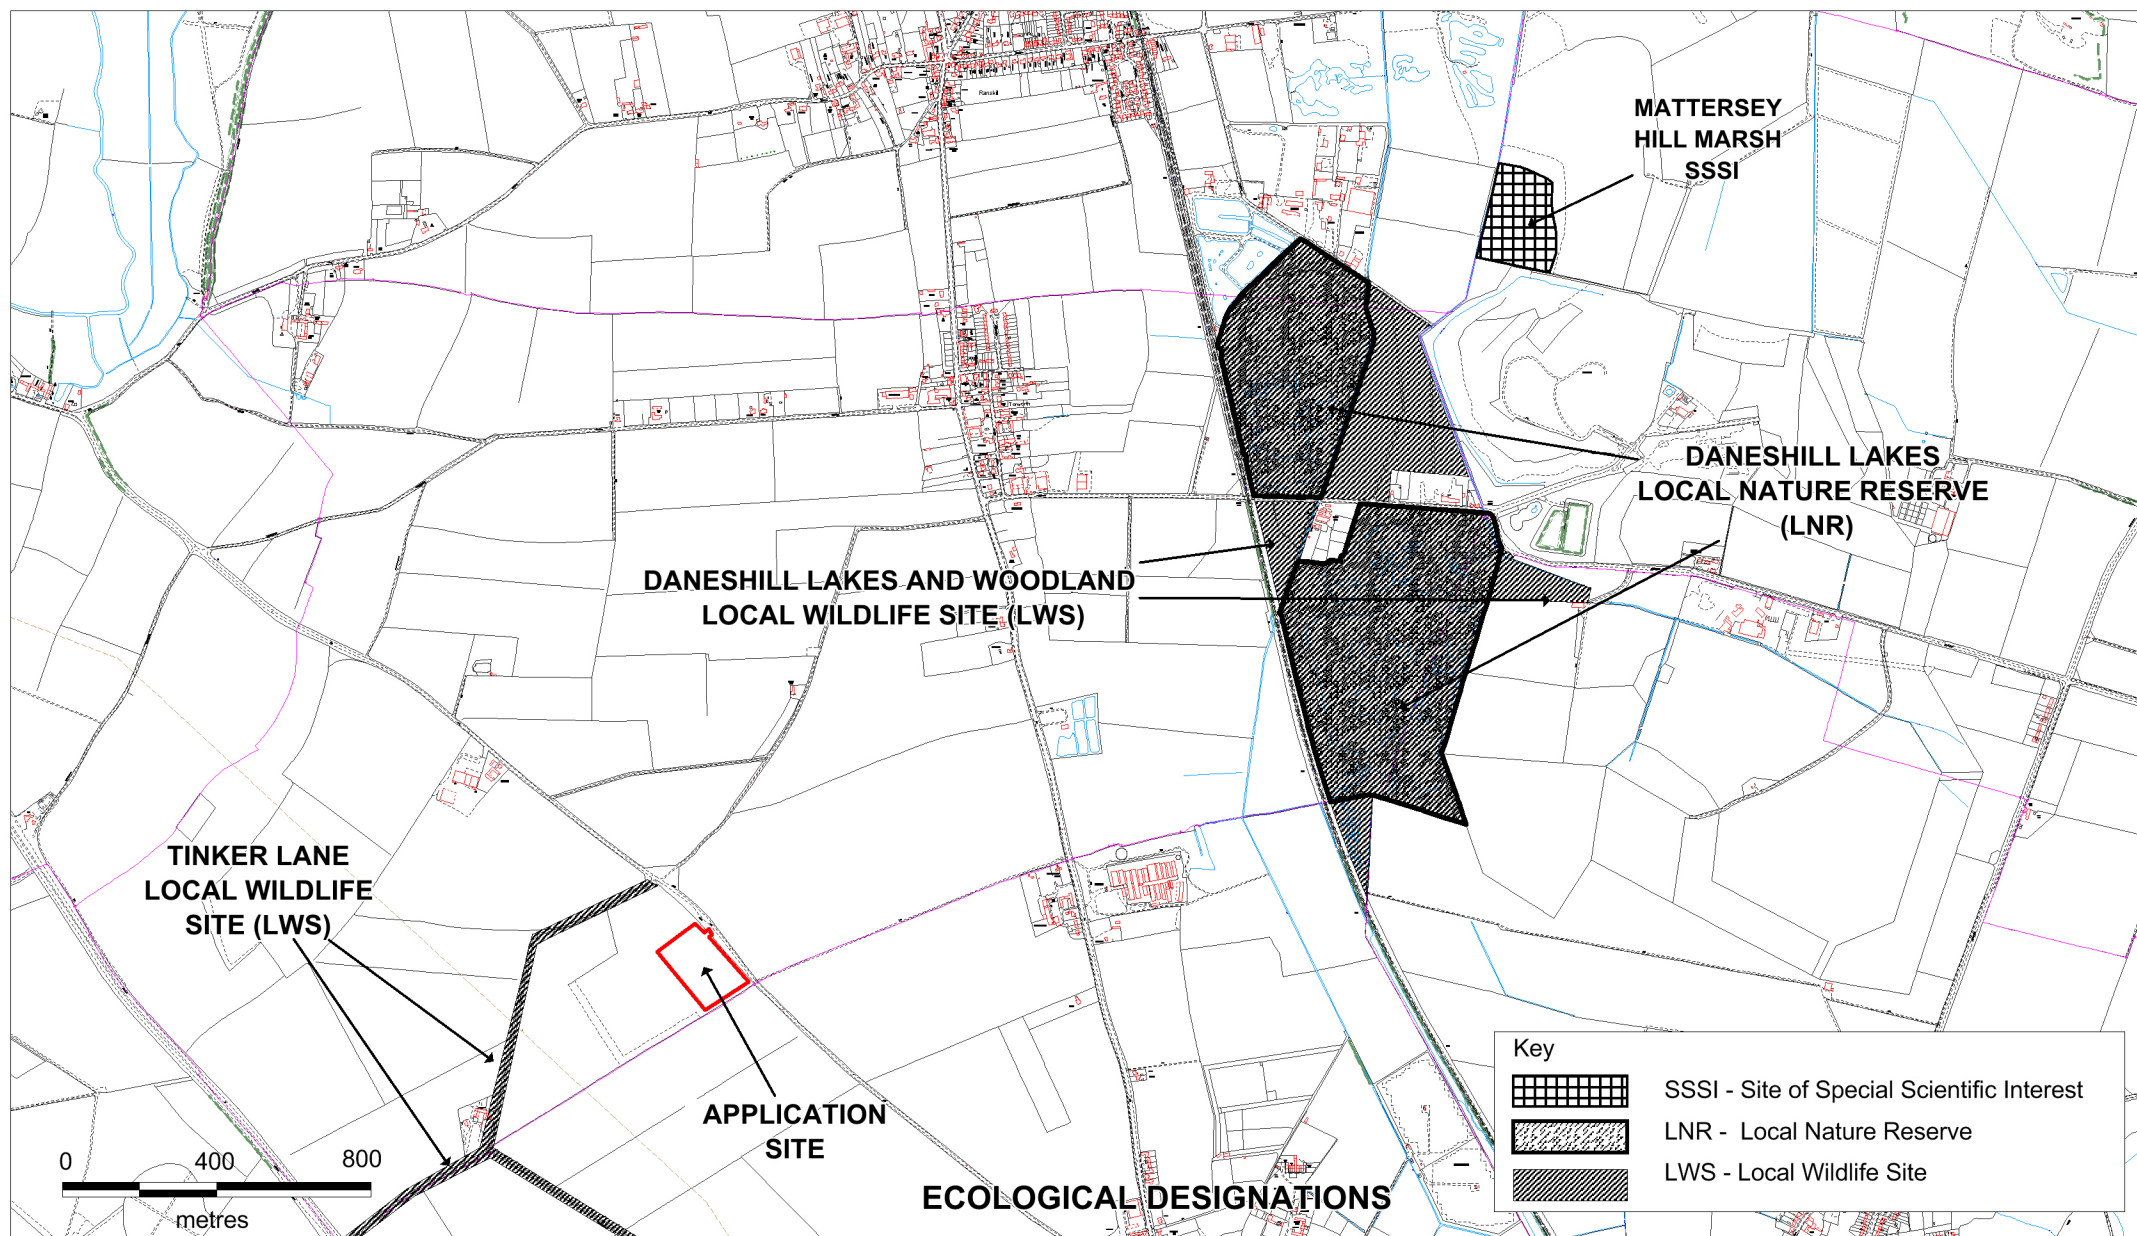 Ranskill
MATTERSEY
HILL MARSH
SSSI
Torworth
DANESHILL LAKES
LOCAL NATURE RESERVE
(LNR)
DANESHILL LAKES AND WOODLAND
LOCAL WILDLIFE SITE (LWS)
TINKER LANE
LOCAL WILDLIFE
SITE (LWS)
APPLICATION
SITE
0 400 800
metres
ECOLOGICAL DESIGNATIONS
Key
SSSI - Site of Special Scientific Interest
LNR - Local Nature Reserve
LWS - Local Wildlife Site